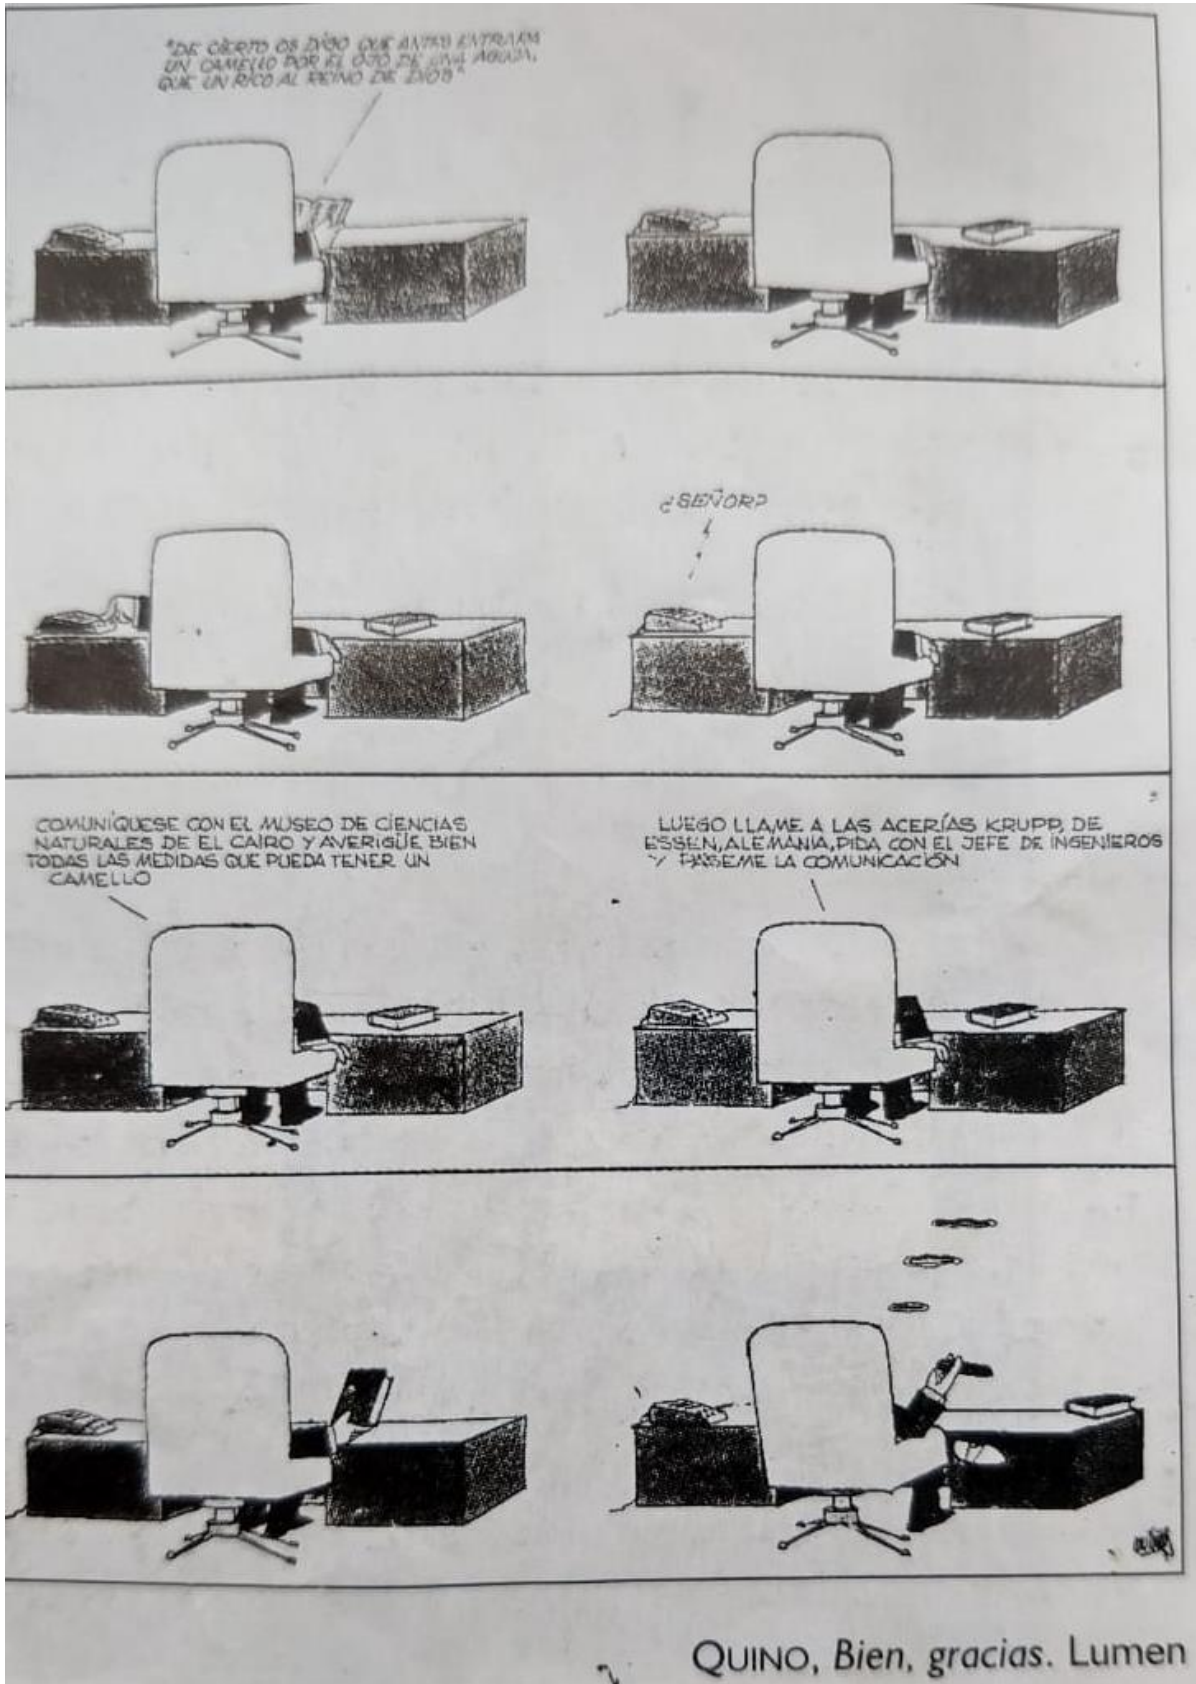 "DE CIERTO OS DIGO QUE ANTES ENTRARA
UN CAMELLO POR EL OJO DE UNA AGUJA,
QUE UN RICO AL REINO DE DIOS"
¿SEÑOR?
COMUNÍQUESE CON EL MUSEO DE CIENCIAS
NATURALES DE EL CAIRO Y AVERIGÜE BIEN
TODAS LAS MEDIDAS QUE PUEDA TENER UN
CAMELLO
LUEGO LLAME A LAS ACERÍAS KRUPP, DE
ESSEN, ALEMANIA, PIDA CON EL JEFE DE INGENIEROS
Y PÁSEME LA COMUNICACIÓN
QUINO, Bien, gracias. Lumen